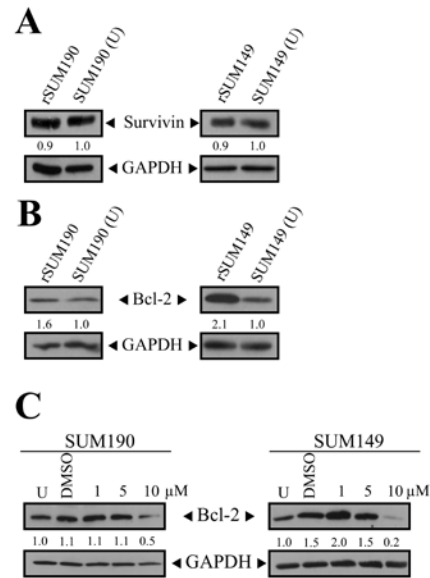 A
rSUM190 SUM190 (U) rSUM149 SUM149 (U)
◄ Survivin ►
0.9 1.0 0.9 1.0
◄ GAPDH ►
B
rSUM190 SUM190 (U) rSUM149 SUM149 (U)
◄ Bcl-2 ►
1.6 1.0 2.1 1.0
◄ GAPDH ►
C
SUM190 SUM149
U DMSO 1 5 10 µM U DMSO 1 5 10 µM
◄ Bcl-2 ►
1.0 1.1 1.1 1.1 0.5 1.0 1.5 2.0 1.5 0.2
◄ GAPDH ►